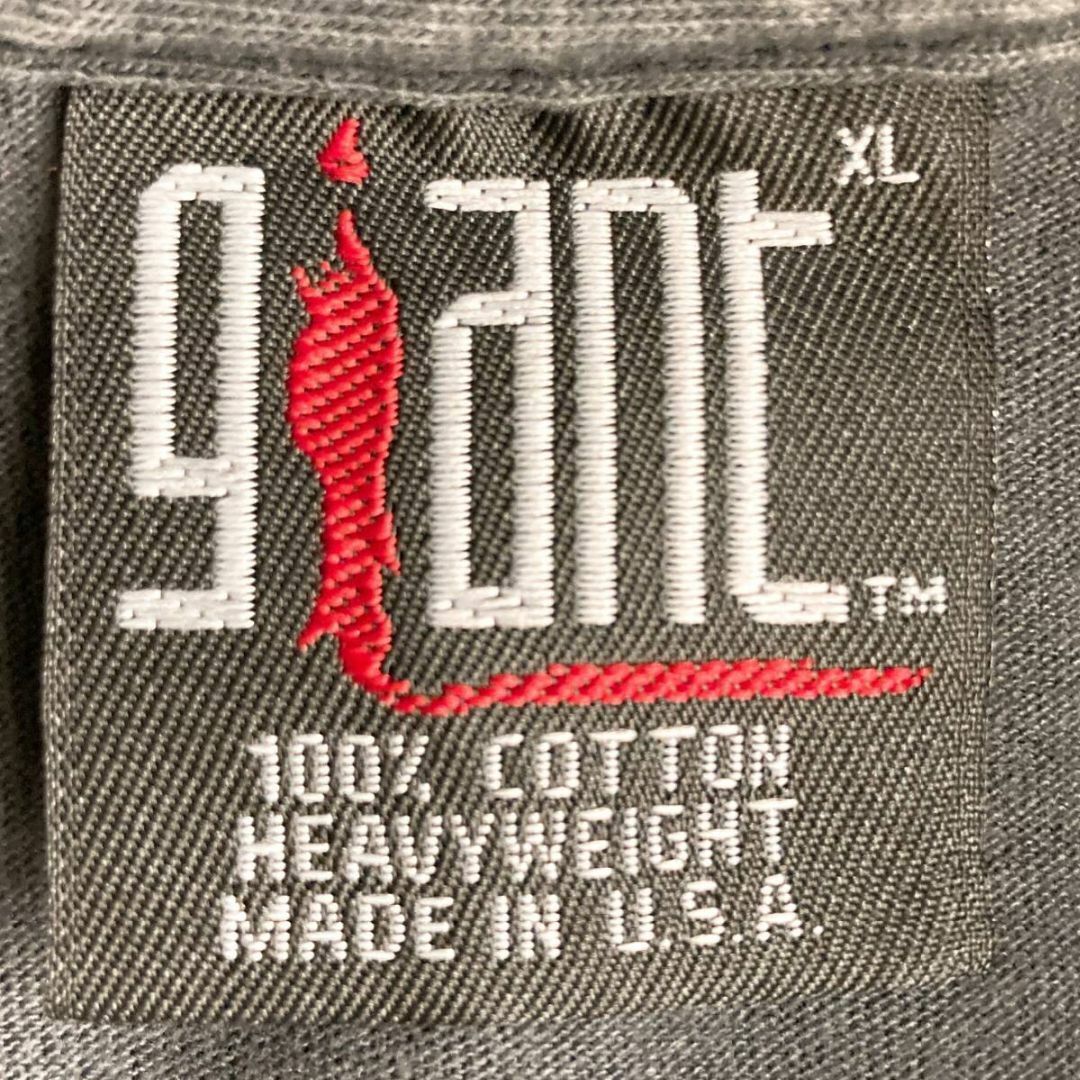 giant XL
TM
100% COTTON
HEAVYWEIGHT
MADE IN U.S.A.